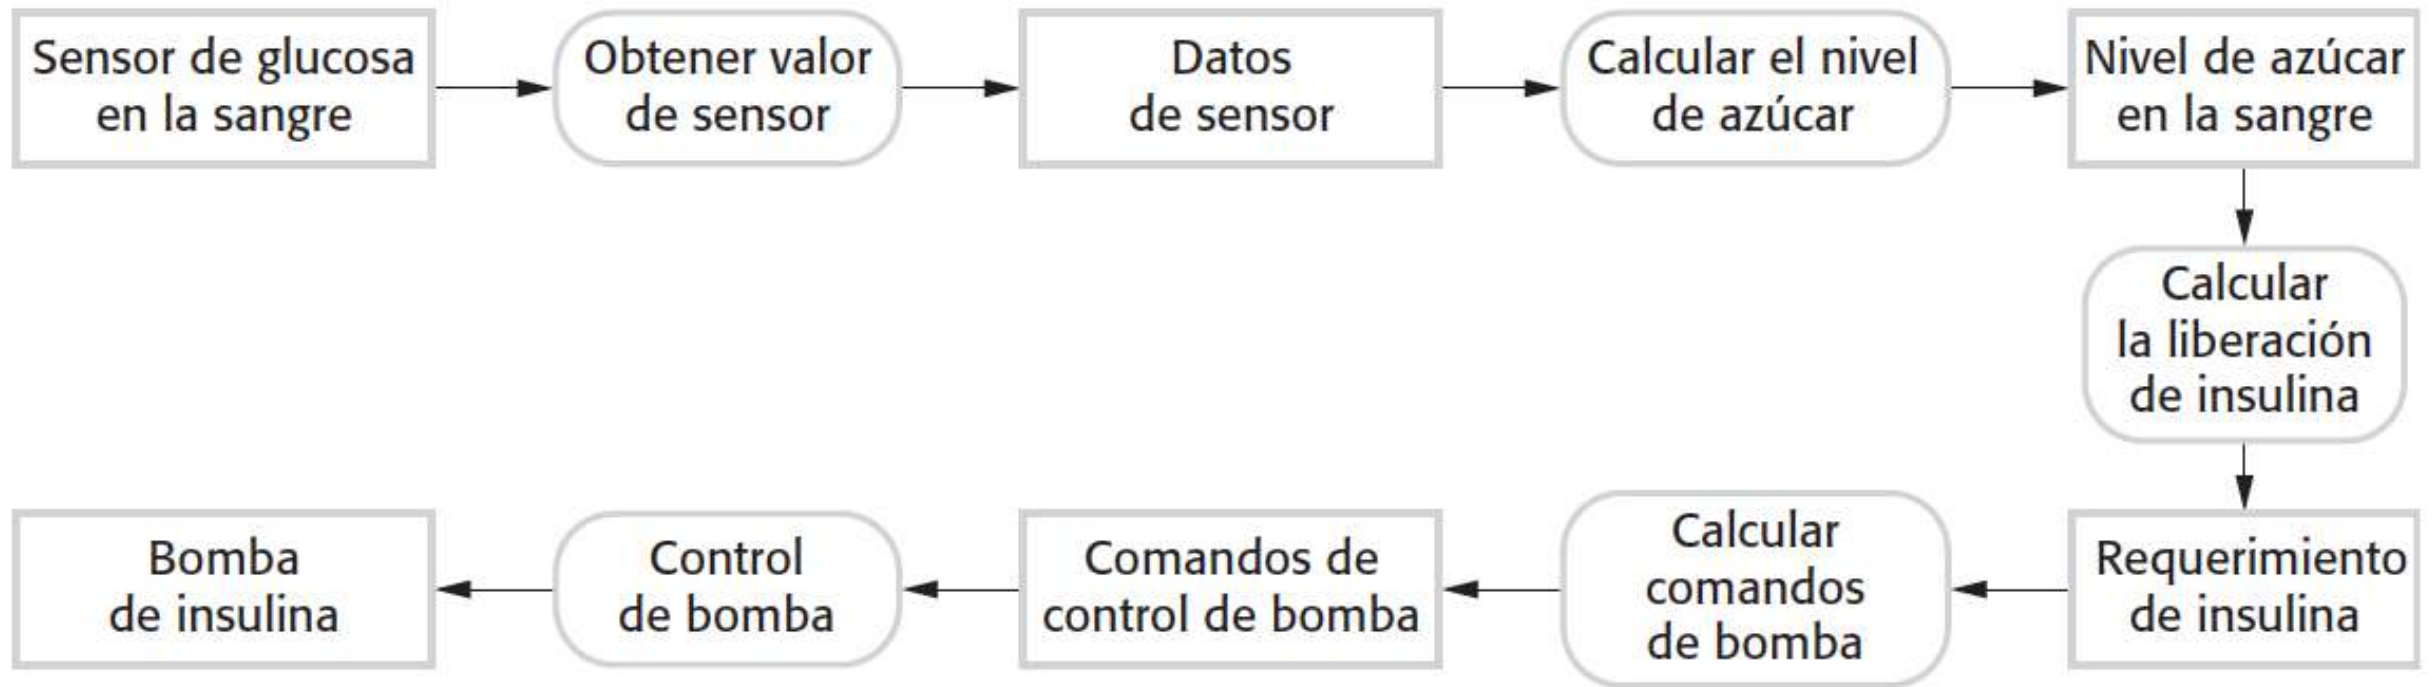 Sensor de glucosa
en la sangre
Obtener valor
de sensor
Datos
de sensor
Calcular el nivel
de azúcar
Nivel de azúcar
en la sangre
Calcular
la liberación
de insulina
Requerimiento
de insulina
Calcular
comandos
de bomba
Comandos de
control de bomba
Control
de bomba
Bomba
de insulina